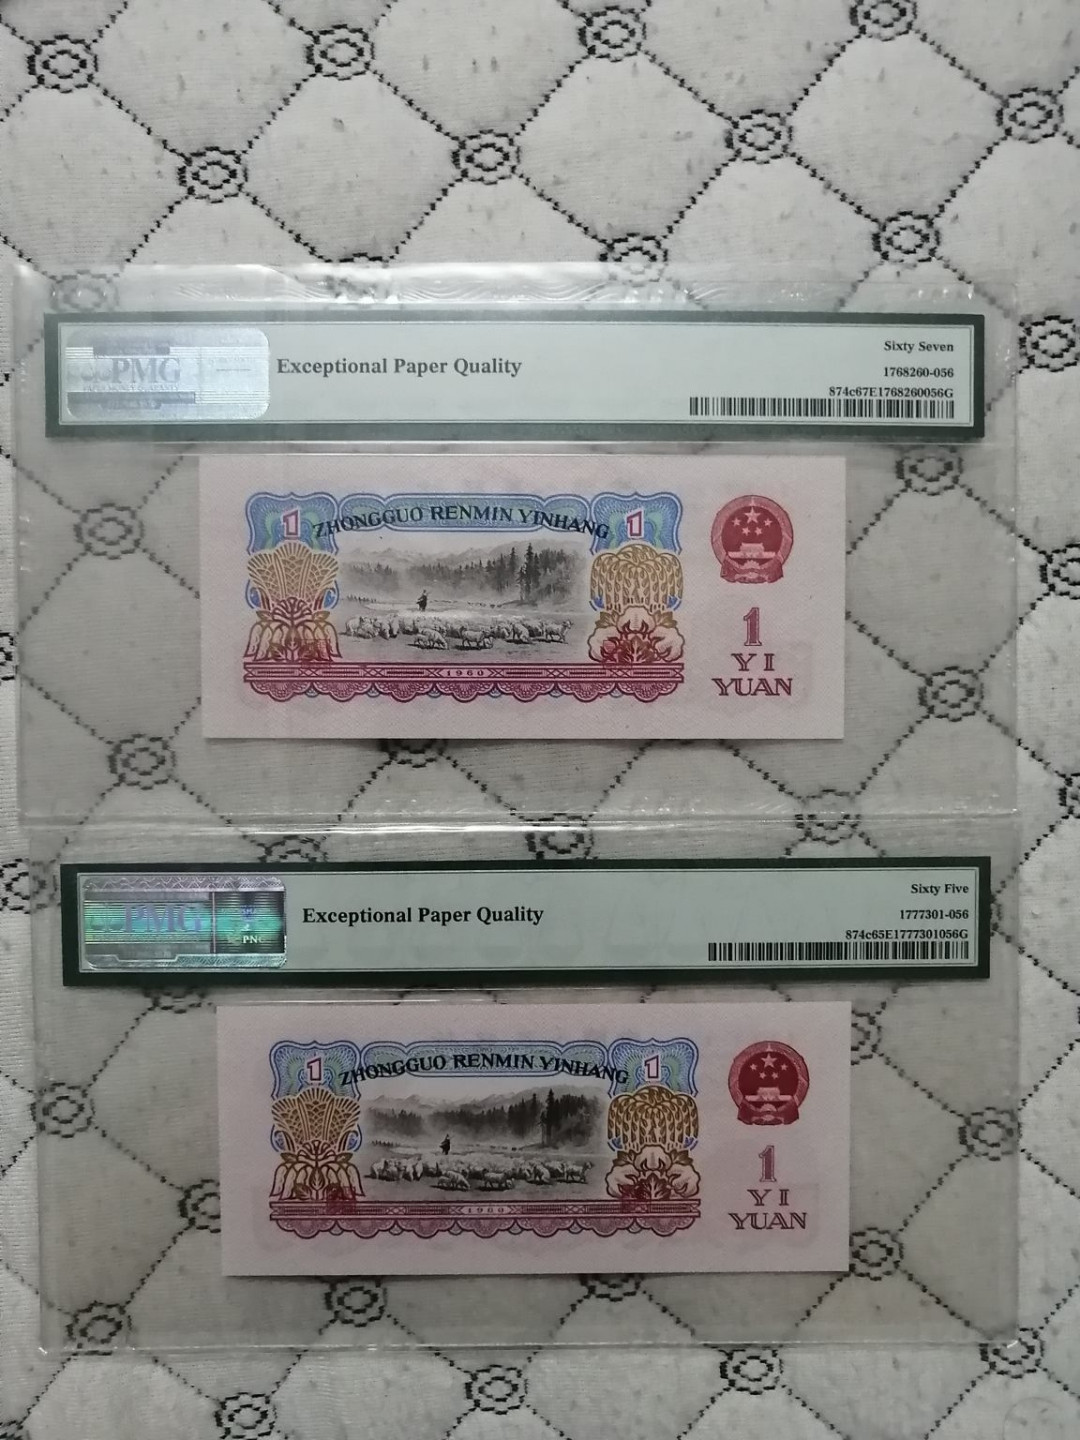 PMG
Exceptional Paper Quality
Sixty Seven
1768260-056
874c67E1768260056G
1
ZHONGGUO RENMIN YINHANG
1
1
YI
YUAN
1960
PMG
Exceptional Paper Quality
Sixty Five
1777301-056
874c65E1777301056G
1
ZHONGGUO RENMIN YINHANG
1
1
YI
YUAN
1960